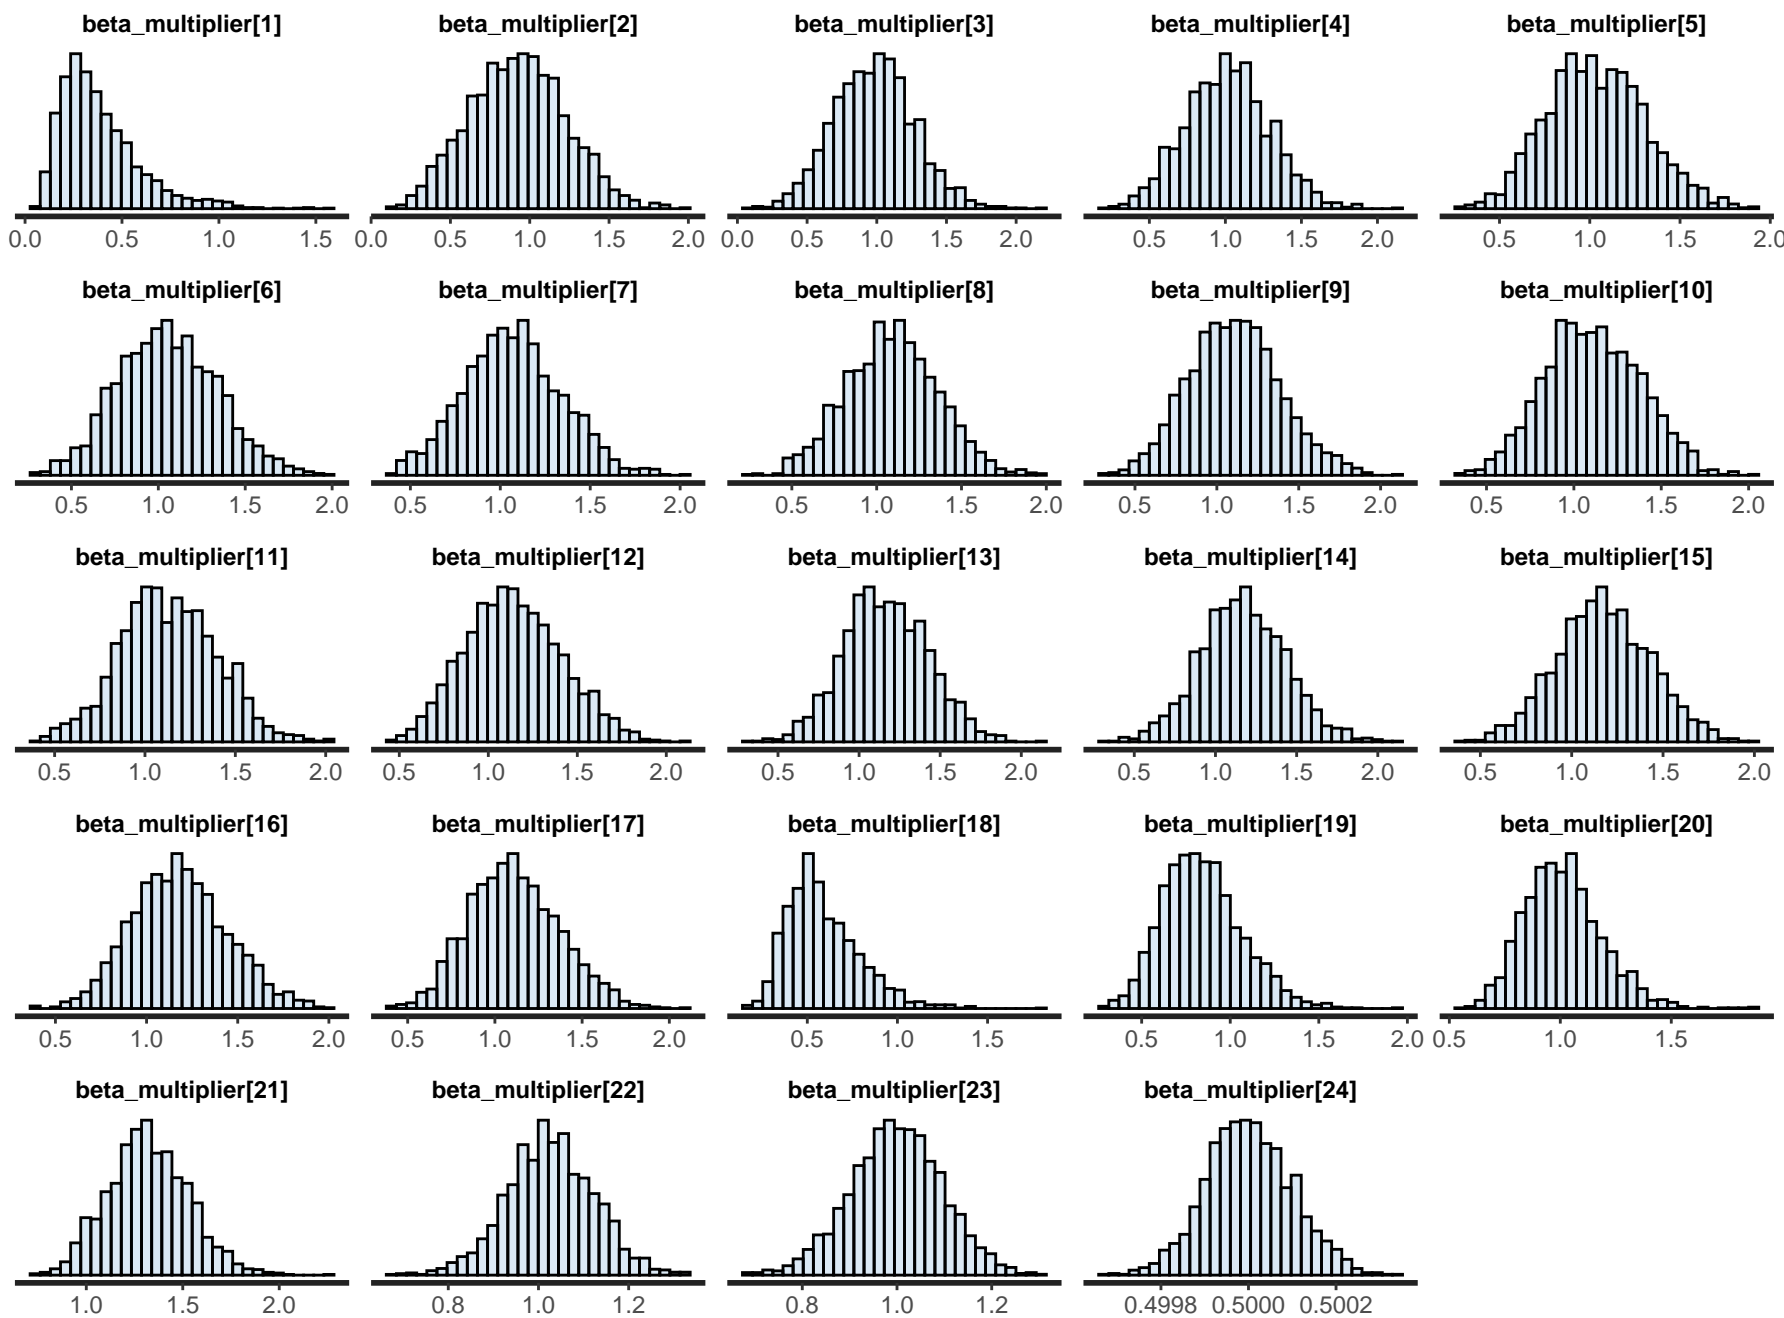 beta_multiplier[1] beta_multiplier[2] beta_multiplier[3] beta_multiplier[4] beta_multiplier[5]
0.0 0.5 1.0 1.5 0.0 0.5 1.0 1.5 2.0 0.0 0.5 1.0 1.5 2.0 0.5 1.0 1.5 2.0 0.5 1.0 1.5 2.0
beta_multiplier[6] beta_multiplier[7] beta_multiplier[8] beta_multiplier[9] beta_multiplier[10]
0.5 1.0 1.5 2.0 0.5 1.0 1.5 2.0 0.5 1.0 1.5 2.0 0.5 1.0 1.5 2.0 0.5 1.0 1.5 2.0
beta_multiplier[11] beta_multiplier[12] beta_multiplier[13] beta_multiplier[14] beta_multiplier[15]
0.5 1.0 1.5 2.0 0.5 1.0 1.5 2.0 0.5 1.0 1.5 2.0 0.5 1.0 1.5 2.0 0.5 1.0 1.5 2.0
beta_multiplier[16] beta_multiplier[17] beta_multiplier[18] beta_multiplier[19] beta_multiplier[20]
0.5 1.0 1.5 2.0 0.5 1.0 1.5 2.0 0.5 1.0 1.5 0.5 1.0 1.5 2.0 0.5 1.0 1.5
beta_multiplier[21] beta_multiplier[22] beta_multiplier[23] beta_multiplier[24]
1.0 1.5 2.0 0.8 1.0 1.2 0.8 1.0 1.2 0.4998 0.5000 0.5002